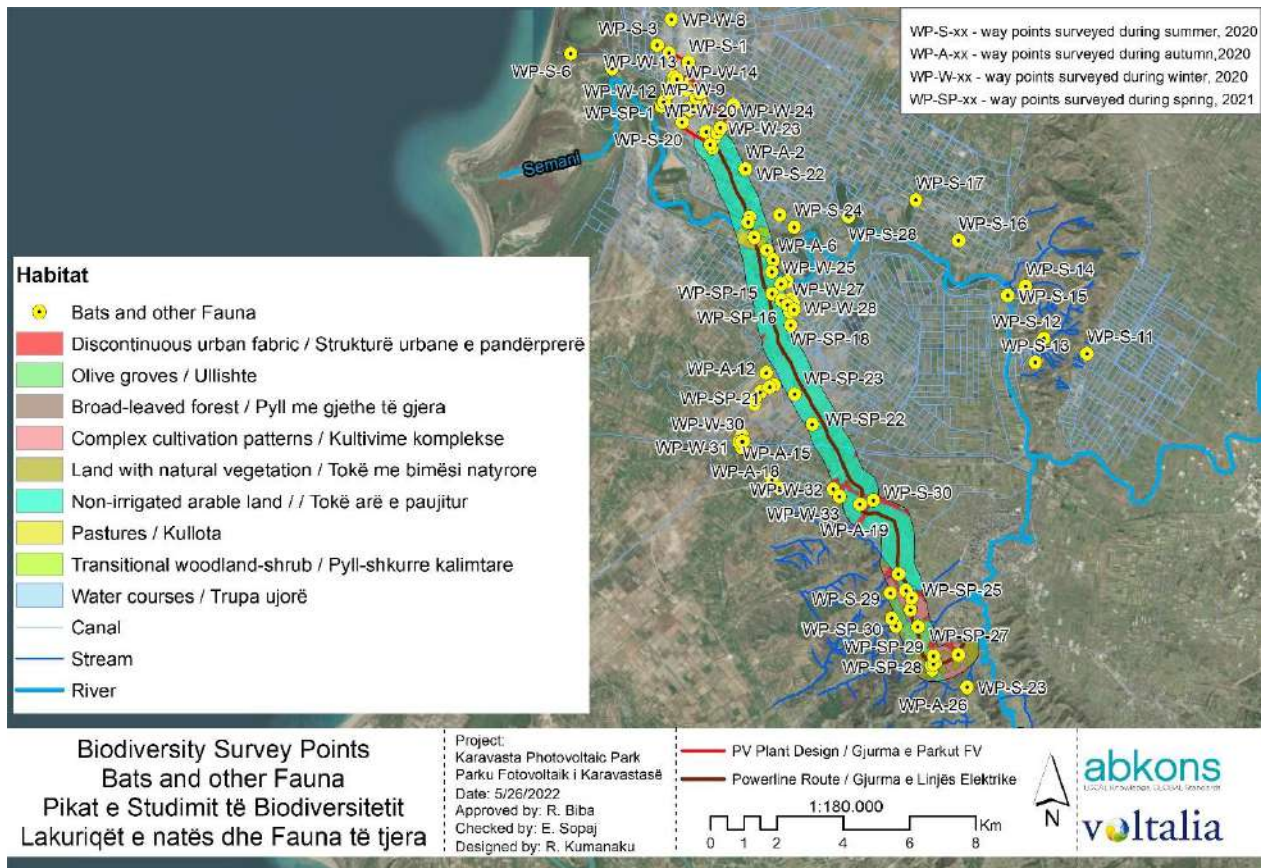 WP-S-xx - way points surveyed during summer, 2020
WP-A-xx - way points surveyed during autumn,2020
WP-W-xx - way points surveyed during winter, 2020
WP-SP-xx - way points surveyed during spring, 2021
WP-W-8
WP-S-3
WP-S-1
WP-S-6
WP-W-13
WP-W-14
WP-W-12
WP-W-9
WP-SP-1
WP-W-20
WP-W-24
WP-W-23
WP-S-20
WP-A-2
WP-S-22
Semani
WP-S-17
WP-S-24
WP-S-16
WP-S-28
WP-A-6
WP-W-25
WP-S-14
WP-SP-15
WP-W-27
WP-S-15
WP-W-28
WP-SP-16
WP-S-12
WP-SP-18
WP-S-13
WP-S-11
WP-A-12
WP-SP-23
WP-SP-21
WP-SP-22
WP-W-30
WP-W-31
WP-A-15
WP-A-18
WP-W-32
WP-S-30
WP-W-33
WP-A-19
WP-S-29
WP-SP-25
WP-SP-30
WP-SP-27
WP-SP-29
WP-SP-28
WP-S-23
WP-A-26
Habitat
Bats and other Fauna
Discontinuous urban fabric / Strukturë urbane e pandërprerë
Olive groves / Ullishte
Broad-leaved forest / Pyll me gjethe të gjera
Complex cultivation patterns / Kultivime komplekse
Land with natural vegetation / Tokë me bimësi natyrore
Non-irrigated arable land / / Tokë arë e paujitur
Pastures / Kullota
Transitional woodland-shrub / Pyll-shkurre kalimtare
Water courses / Trupa ujorë
Canal
Stream
River
Biodiversity Survey Points
Bats and other Fauna
Pikat e Studimit të Biodiversitetit
Lakuriqët e natës dhe Fauna të tjera
Project:
Karavasta Photovoltaic Park
Parku Fotovoltaik i Karavastasë
Date: 5/26/2022
Approved by: R. Biba
Checked by: E. Sopaj
Designed by: R. Kumanaku
PV Plant Design / Gjurma e Parkut FV
Powerline Route / Gjurma e Linjës Elektrike
1:180.000
0 1 2 4 6 8
Km
N
abkons
LOCAL Knowledge, GLOBAL Standards
voltalia